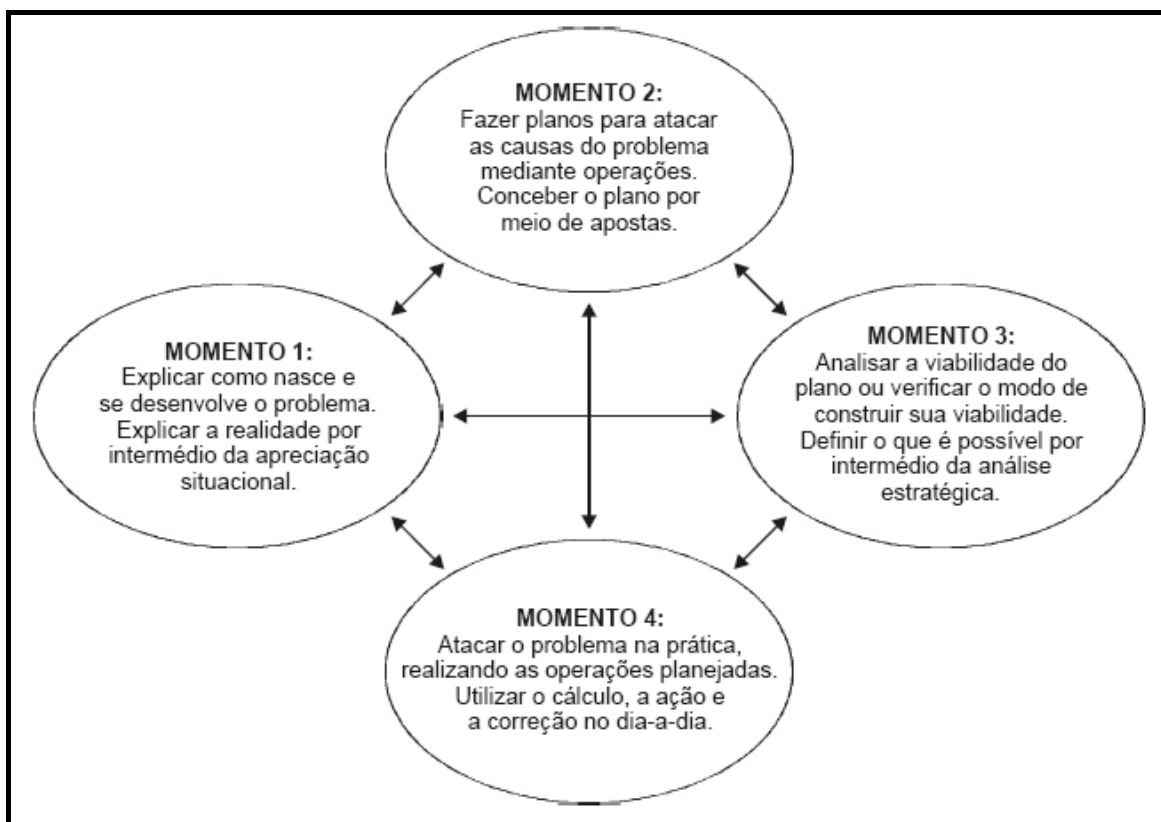 MOMENTO 2:
Fazer planos para atacar
as causas do problema
mediante operações.
Conceber o plano por
meio de apostas.
MOMENTO 1:
Explicar como nasce e
se desenvolve o problema.
Explicar a realidade por
intermédio da apreciação
situacional.
MOMENTO 3:
Analisar a viabilidade do
plano ou verificar o modo de
construir sua viabilidade.
Definir o que é possível por
intermédio da análise
estratégica.
MOMENTO 4:
Atacar o problema na prática,
realizando as operações planejadas.
Utilizar o cálculo, a ação e
a correção no dia-a-dia.